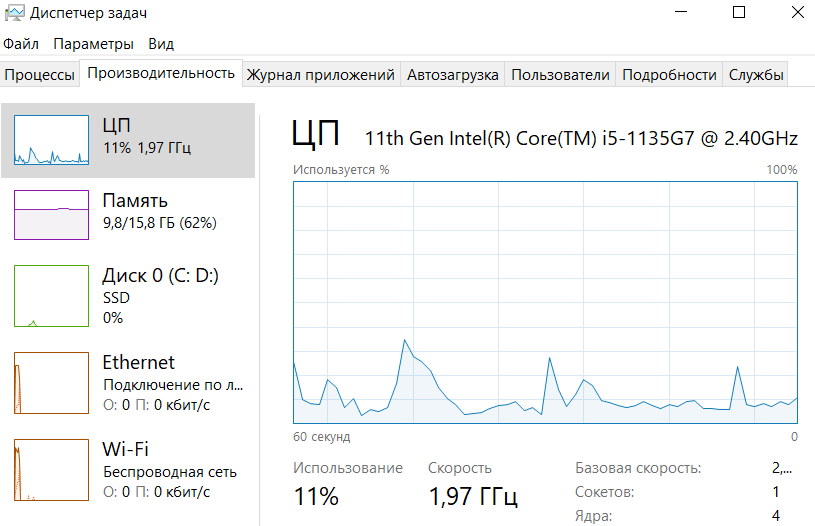 Диспетчер задач
Файл Параметры Вид
Процессы Производительность Журнал приложений Автозагрузка Пользователи Подробности Службы
ЦП
11% 1,97 ГГц
Память
9,8/15,8 ГБ (62%)
Диск 0 (C: D:)
SSD
0%
Ethernet
Подключение по л...
О: 0 П: 0 кбит/с
Wi-Fi
Беспроводная сеть
О: 0 П: 0 кбит/с
ЦП 11th Gen Intel(R) Core(TM) i5-1135G7 @ 2.40GHz
Используется % 100%
60 секунд 0
Использование Скорость
11% 1,97 ГГц
Базовая скорость: 2,...
Сокетов: 1
Ядра: 4